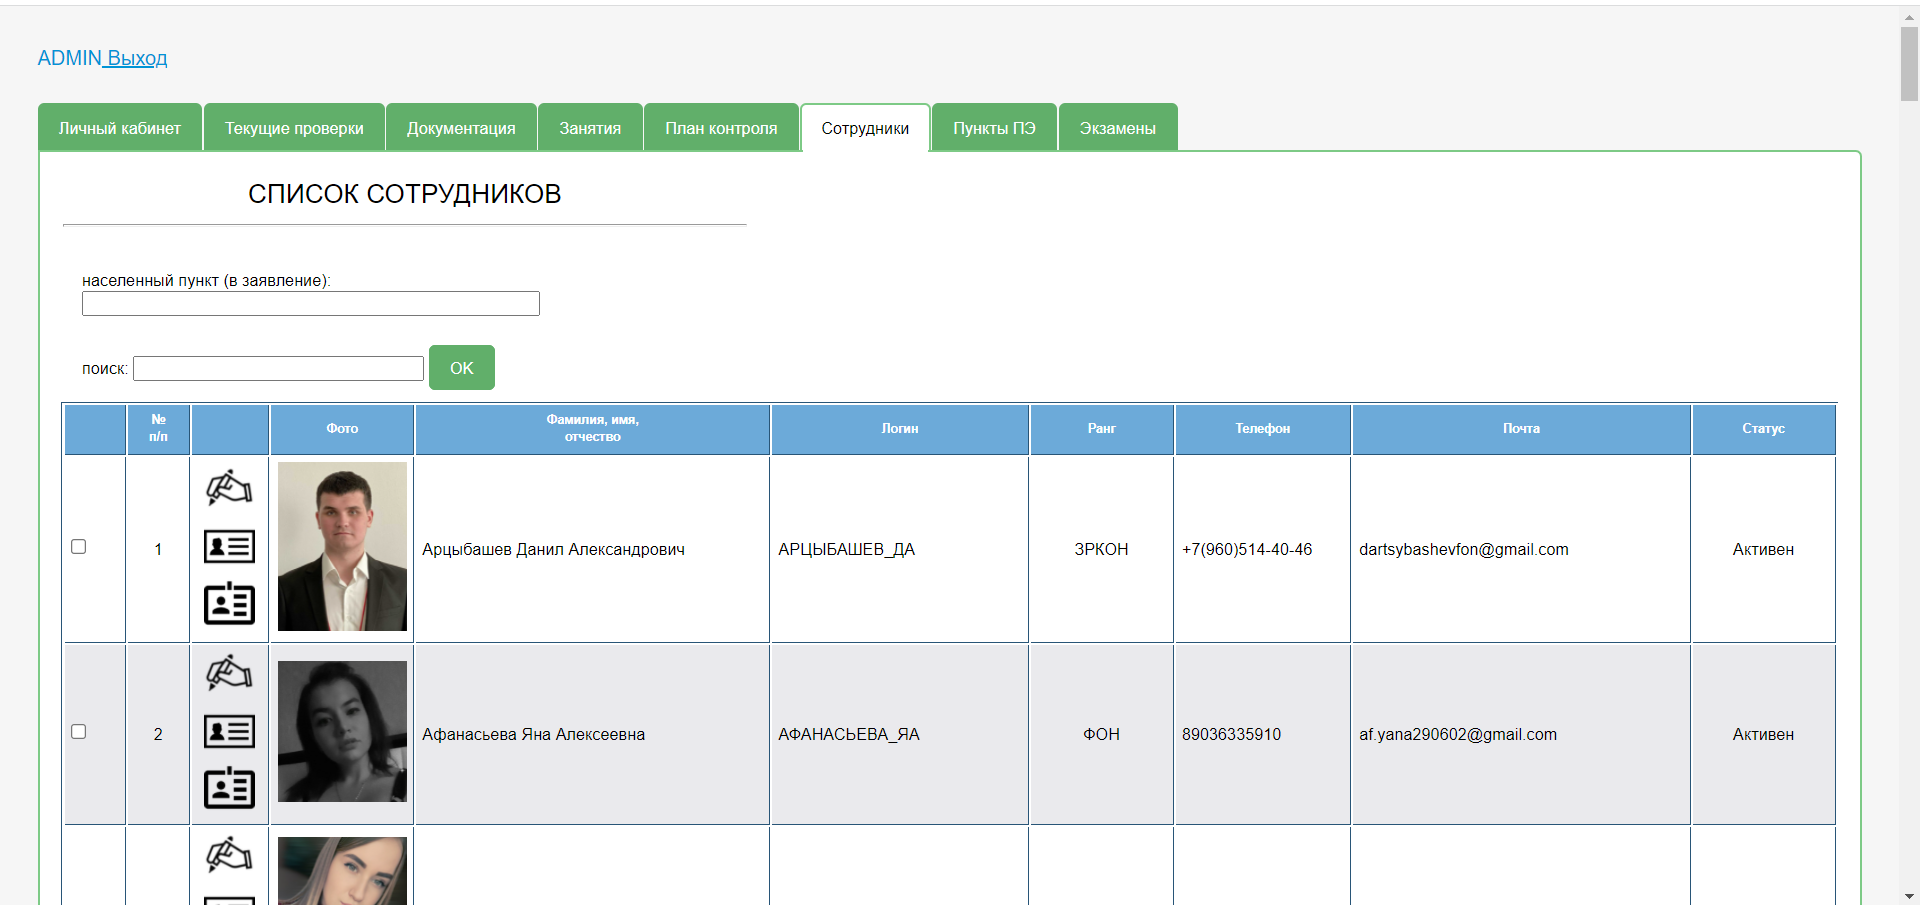 ADMIN Выход
Личный кабинет
Текущие проверки
Документация
Занятия
План контроля
Сотрудники
Пункты ПЭ
Экзамены
СПИСОК СОТРУДНИКОВ
населенный пункт (в заявление):
поиск:
OK
№ п/п
Фото
Фамилия, имя, отчество
Логин
Ранг
Телефон
Почта
Статус
1
Арцыбашев Данил Александрович
АРЦЫБАШЕВ_ДА
ЗРКОН
+7(960)514-40-46
dartsybashevfon@gmail.com
Активен
2
Афанасьева Яна Алексеевна
АФАНАСЬЕВА_ЯА
ФОН
89036335910
af.yana290602@gmail.com
Активен